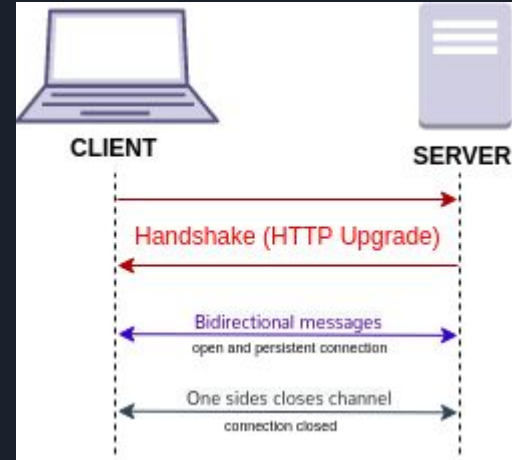 CLIENT
SERVER
Handshake (HTTP Upgrade)
Bidirectional messages
open and persistent connection
One sides closes channel
connection closed